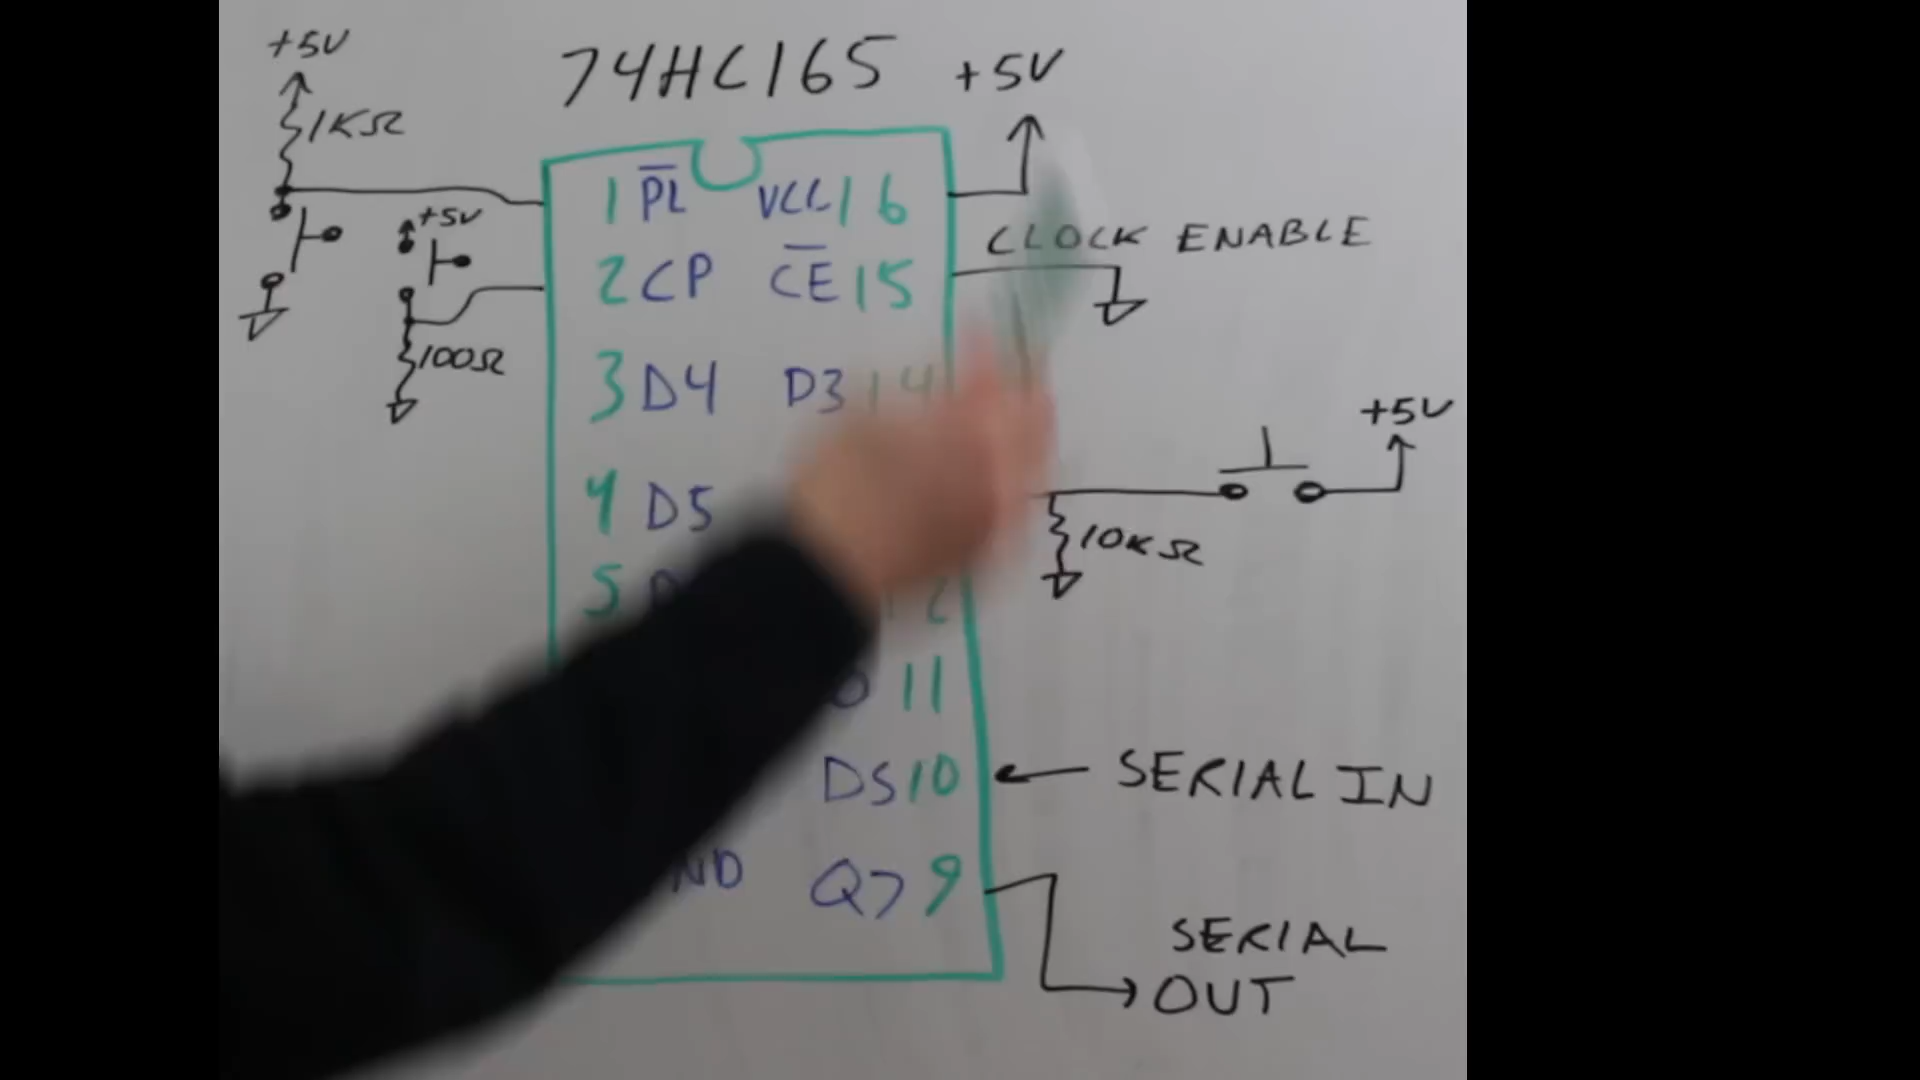 +5V
74HC165
+5V
1KΩ
1 PL VCC 16
+5V
CLOCK ENABLE
2 CP CE 15
100Ω
3 D4 D3 14
+5V
4 D5
10KΩ
5
11
DS 10
SERIAL IN
Q7 9
SERIAL
OUT